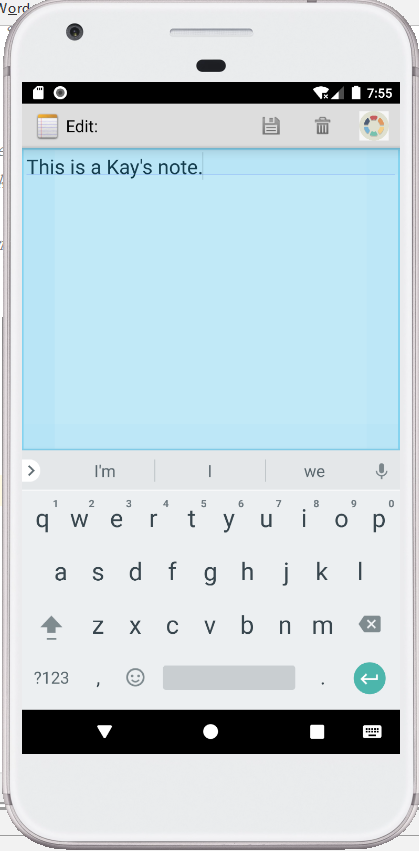 Word
7:55
Edit:
This is a Kay's note.
I'm I we
1 2 3 4 5 6 7 8 9 0
q w e r t y u i o p
a s d f g h j k l
z x c v b n m
?123 , .